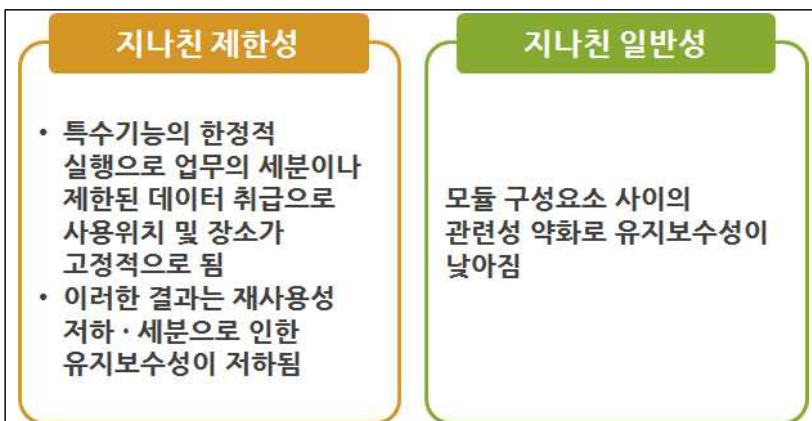 지나친 제한성
• 특수기능의 한정적
실행으로 업무의 세분이나
제한된 데이터 취급으로
사용위치 및 장소가
고정적으로 됨
• 이러한 결과는 재사용성
저하·세분으로 인한
유지보수성이 저하됨
지나친 일반성
모듈 구성요소 사이의
관련성 약화로 유지보수성이
낮아짐